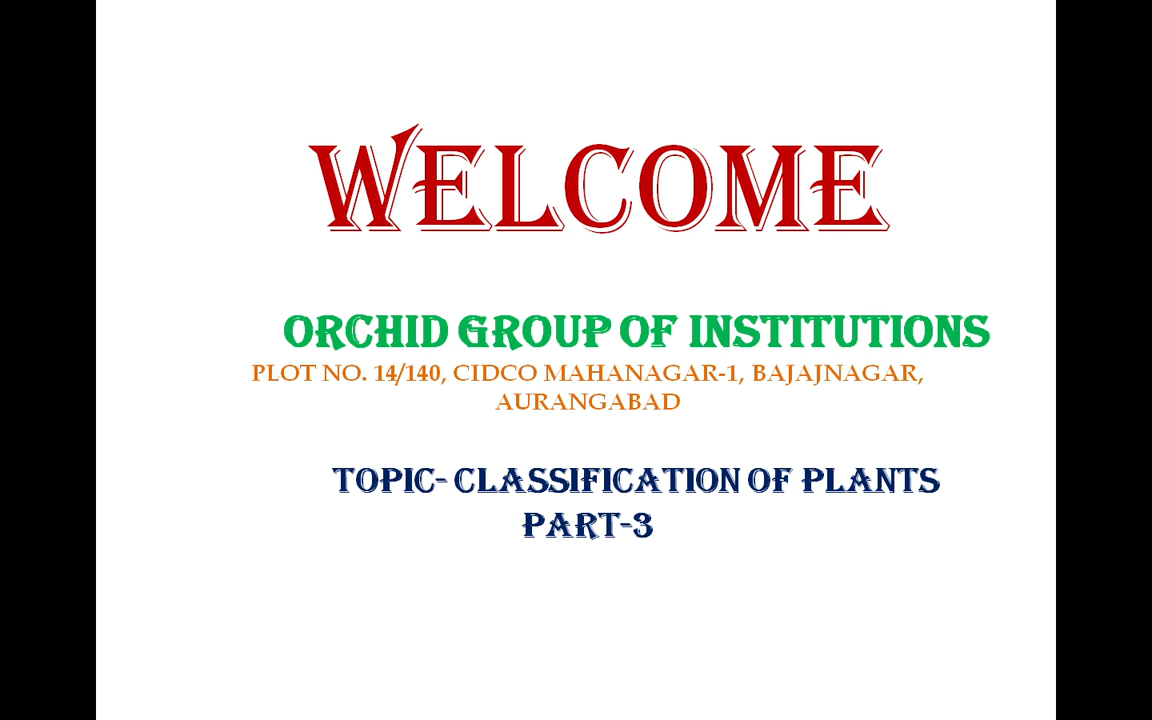 WELCOME
ORCHID GROUP OF INSTITUTIONS
PLOT NO. 14/140, CIDCO MAHANAGAR-1, BAJAJNAGAR,
AURANGABAD
TOPIC- CLASSIFICATION OF PLANTS
PART-3